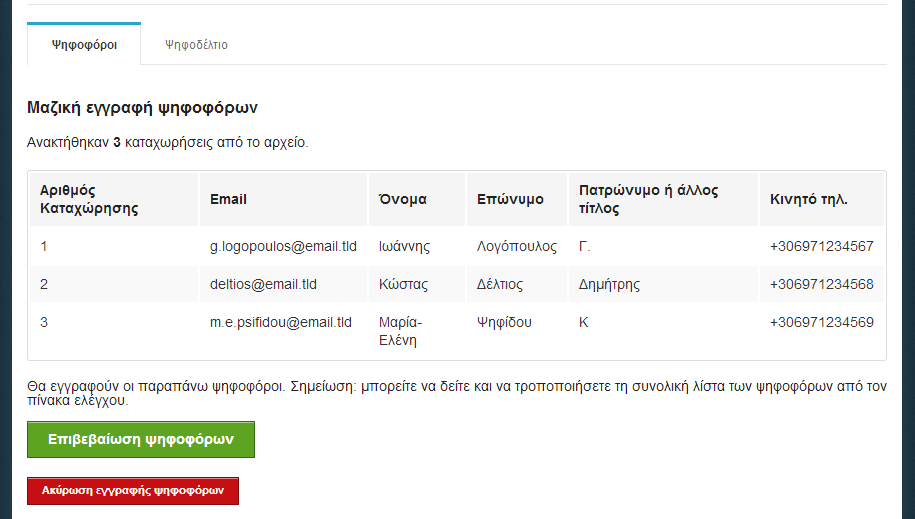 Ψηφοφόροι Ψηφοδέλτιο
Μαζική εγγραφή ψηφοφόρων
Ανακτήθηκαν 3 καταχωρήσεις από το αρχείο.
Αριθμός Καταχώρησης Email Όνομα Επώνυμο Πατρώνυμο ή άλλος τίτλος Κινητό τηλ.
1 g.logopoulos@email.tld Ιωάννης Λογόπουλος Γ. +306971234567
2 deltios@email.tld Κώστας Δέλτιος Δημήτρης +306971234568
3 m.e.psifidou@email.tld Μαρία-Ελένη Ψηφίδου Κ +306971234569
Θα εγγραφούν οι παραπάνω ψηφοφόροι. Σημείωση: μπορείτε να δείτε και να τροποποιήσετε τη συνολική λίστα των ψηφοφόρων από τον
πίνακα ελέγχου.
Επιβεβαίωση ψηφοφόρων
Ακύρωση εγγραφής ψηφοφόρων